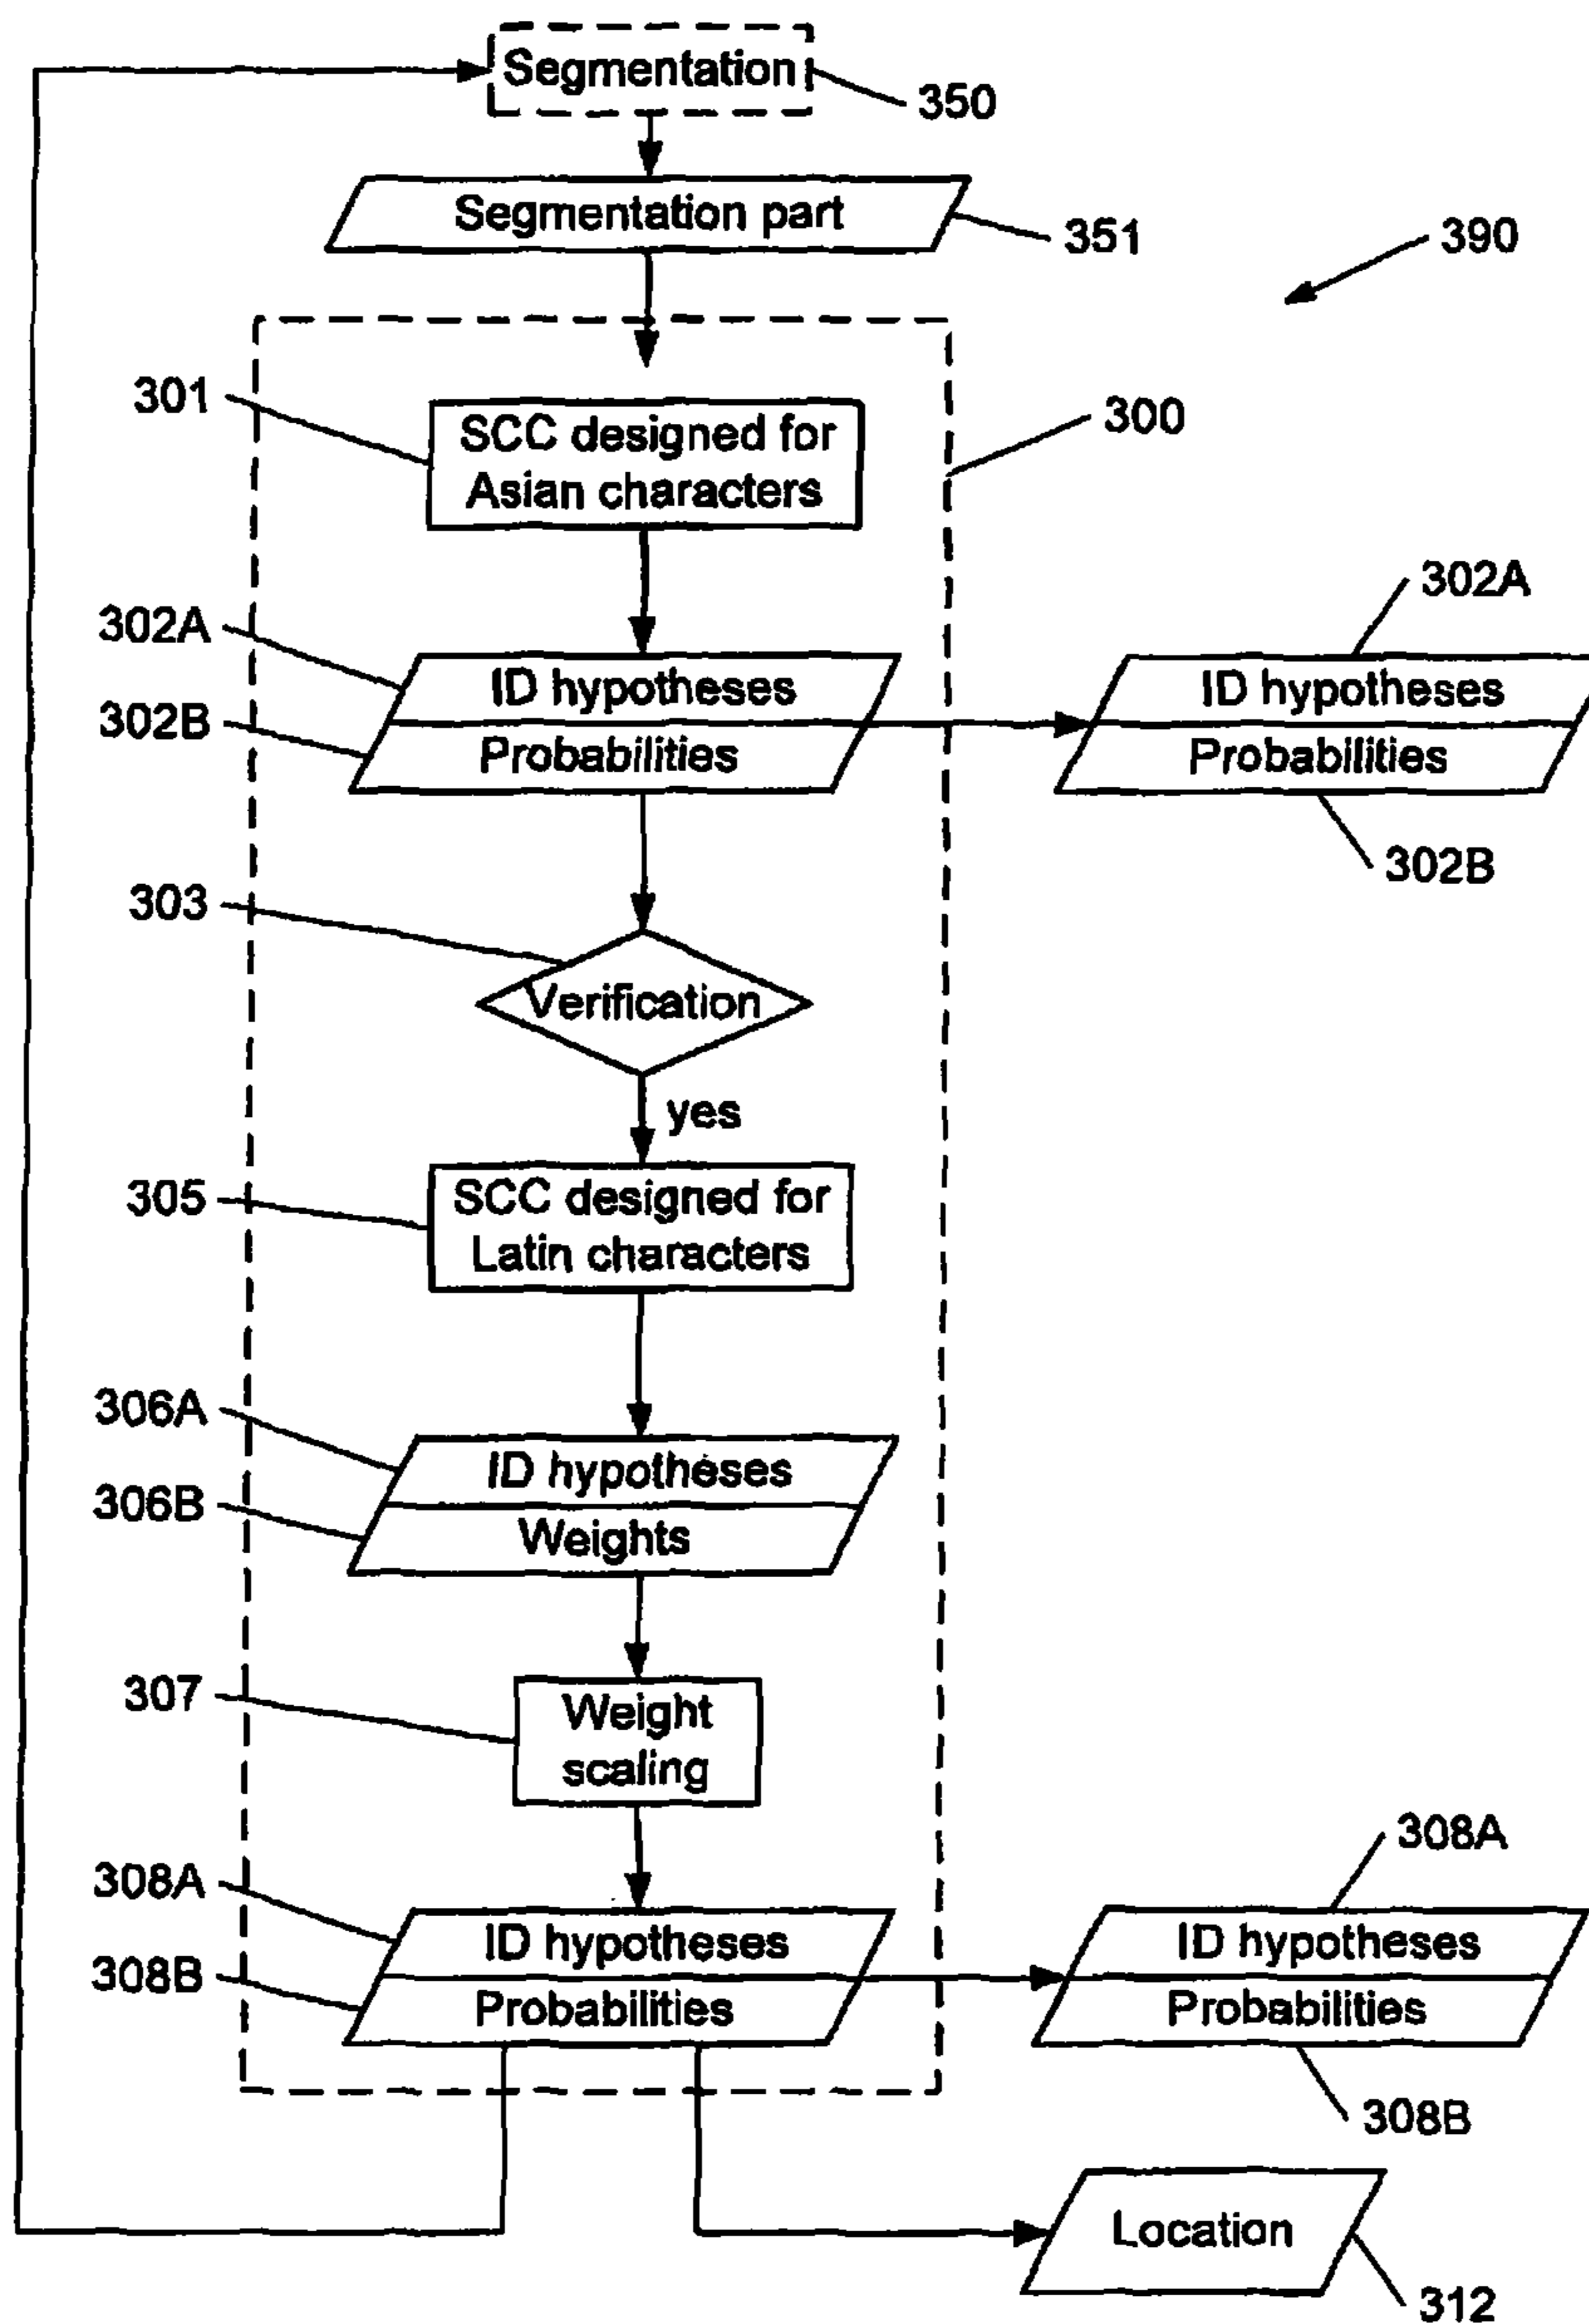 Segmentation
350
Segmentation part
351
390
301
SCC designed for
Asian characters
300
302A
302A
ID hypotheses
ID hypotheses
302B
Probabilities
Probabilities
302B
303
Verification
yes
305
SCC designed for
Latin characters
306A
ID hypotheses
306B
Weights
307
Weight
scaling
308A
308A
ID hypotheses
ID hypotheses
308B
Probabilities
Probabilities
308B
Location
312